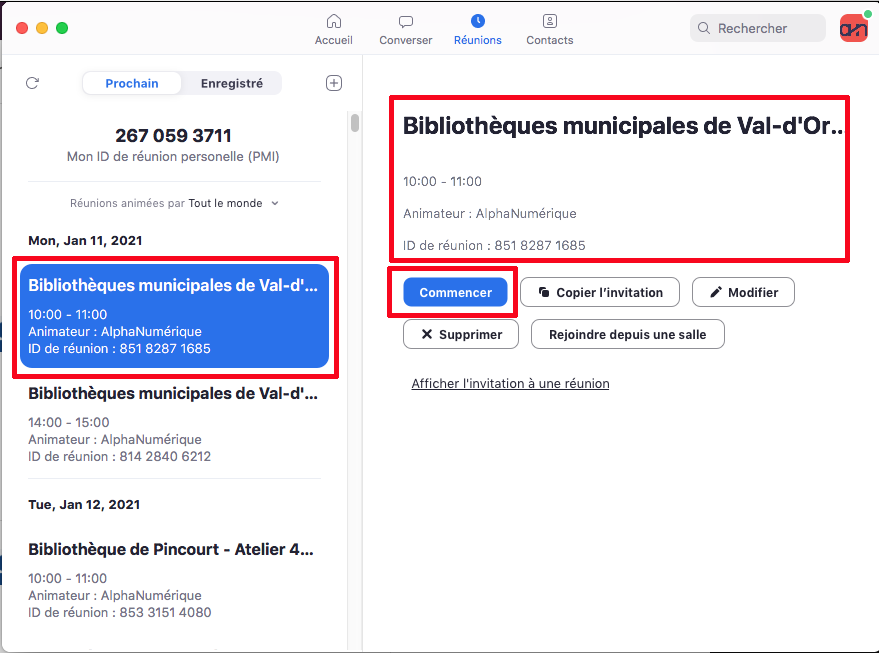 Accueil
Converser
Réunions
Contacts
Rechercher
an
Prochain
Enregistré
267 059 3711
Mon ID de réunion personelle (PMI)
Réunions animées par Tout le monde
Mon, Jan 11, 2021
Bibliothèques municipales de Val-d'...
10:00 - 11:00
Animateur : AlphaNumérique
ID de réunion : 851 8287 1685
Bibliothèques municipales de Val-d'...
14:00 - 15:00
Animateur : AlphaNumérique
ID de réunion : 814 2840 6212
Tue, Jan 12, 2021
Bibliothèque de Pincourt - Atelier 4...
10:00 - 11:00
Animateur : AlphaNumérique
ID de réunion : 853 3151 4080
Bibliothèques municipales de Val-d'Or...
10:00 - 11:00
Animateur : AlphaNumérique
ID de réunion : 851 8287 1685
Commencer
Copier l’invitation
Modifier
Supprimer
Rejoindre depuis une salle
Afficher l'invitation à une réunion